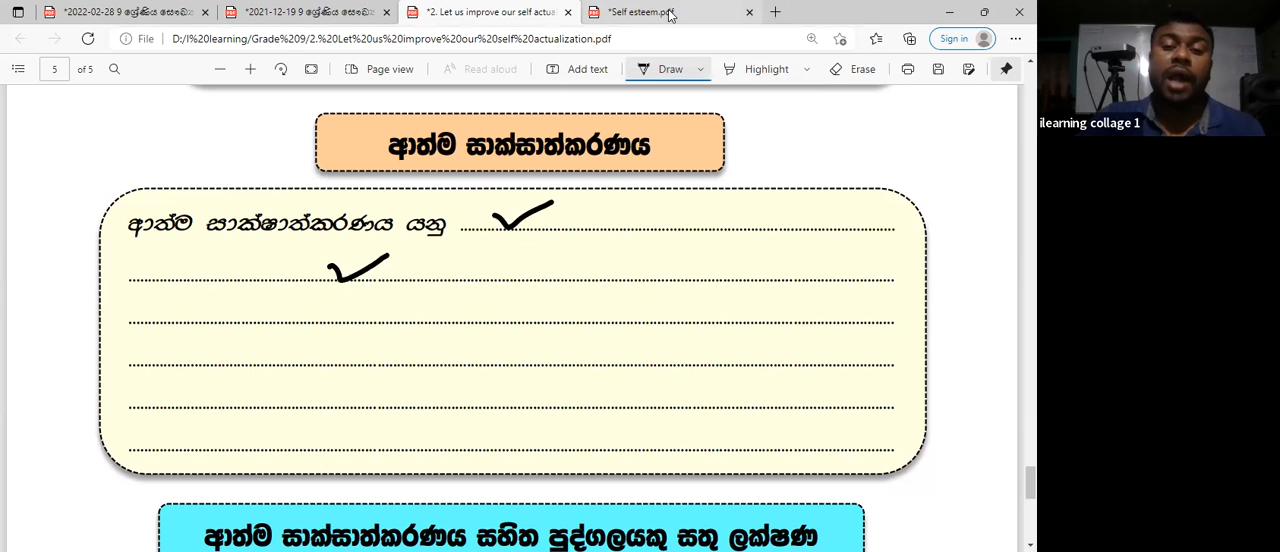 *2022-02-28 9 ශ්‍රේණිය සෞඛ්‍ය
*2021-12-19 9 ශ්‍රේණිය සෞඛ්‍ය
*2. Let us improve our self actua
*Self esteem.pdf
File
D:/I%20learning/Grade%209/2.%20Let%20us%20improve%20our%20self%20actualization.pdf
Sign in
5 of 5
Page view
Read aloud
Add text
Draw
Highlight
Erase
ilearning collage 1
ආත්ම සාක්සාත්කරණය
ආත්ම සාක්ෂාත්කරණය යනු
ආත්ම සාක්සාත්කරණය සහිත පුද්ගලයකු සතු ලක්ෂණ